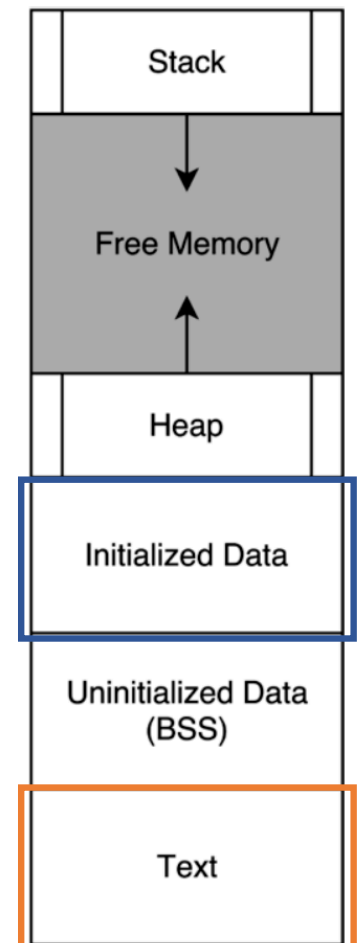 Stack
Free Memory
Heap
Initialized Data
Uninitialized Data
(BSS)
Text